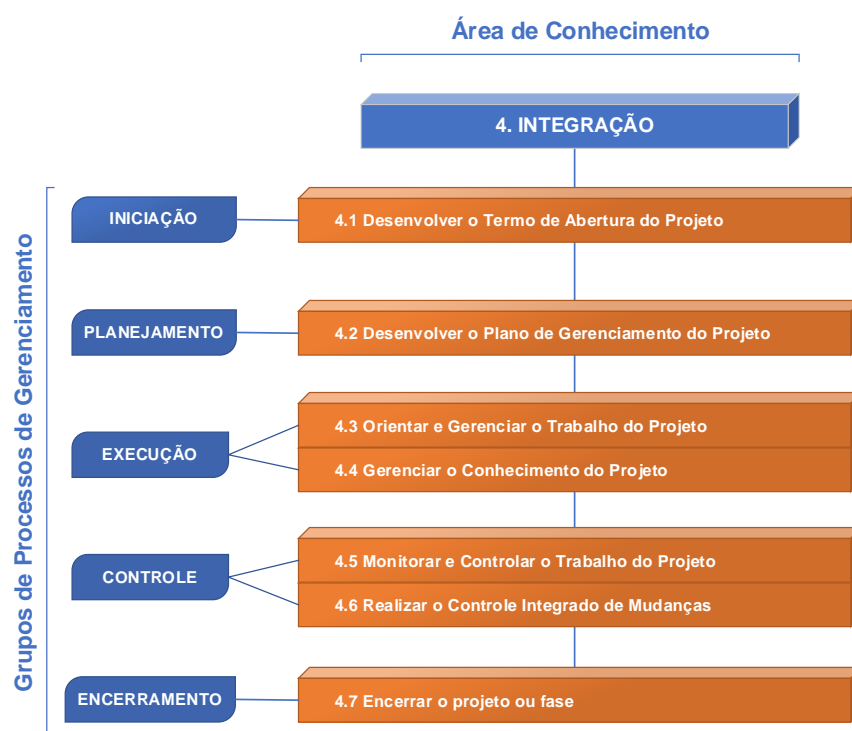 Área de Conhecimento
4. INTEGRAÇÃO
Grupos de Processos de Gerenciamento
INICIAÇÃO
4.1 Desenvolver o Termo de Abertura do Projeto
PLANEJAMENTO
4.2 Desenvolver o Plano de Gerenciamento do Projeto
EXECUÇÃO
4.3 Orientar e Gerenciar o Trabalho do Projeto
4.4 Gerenciar o Conhecimento do Projeto
CONTROLE
4.5 Monitorar e Controlar o Trabalho do Projeto
4.6 Realizar o Controle Integrado de Mudanças
ENCERRAMENTO
4.7 Encerrar o projeto ou fase